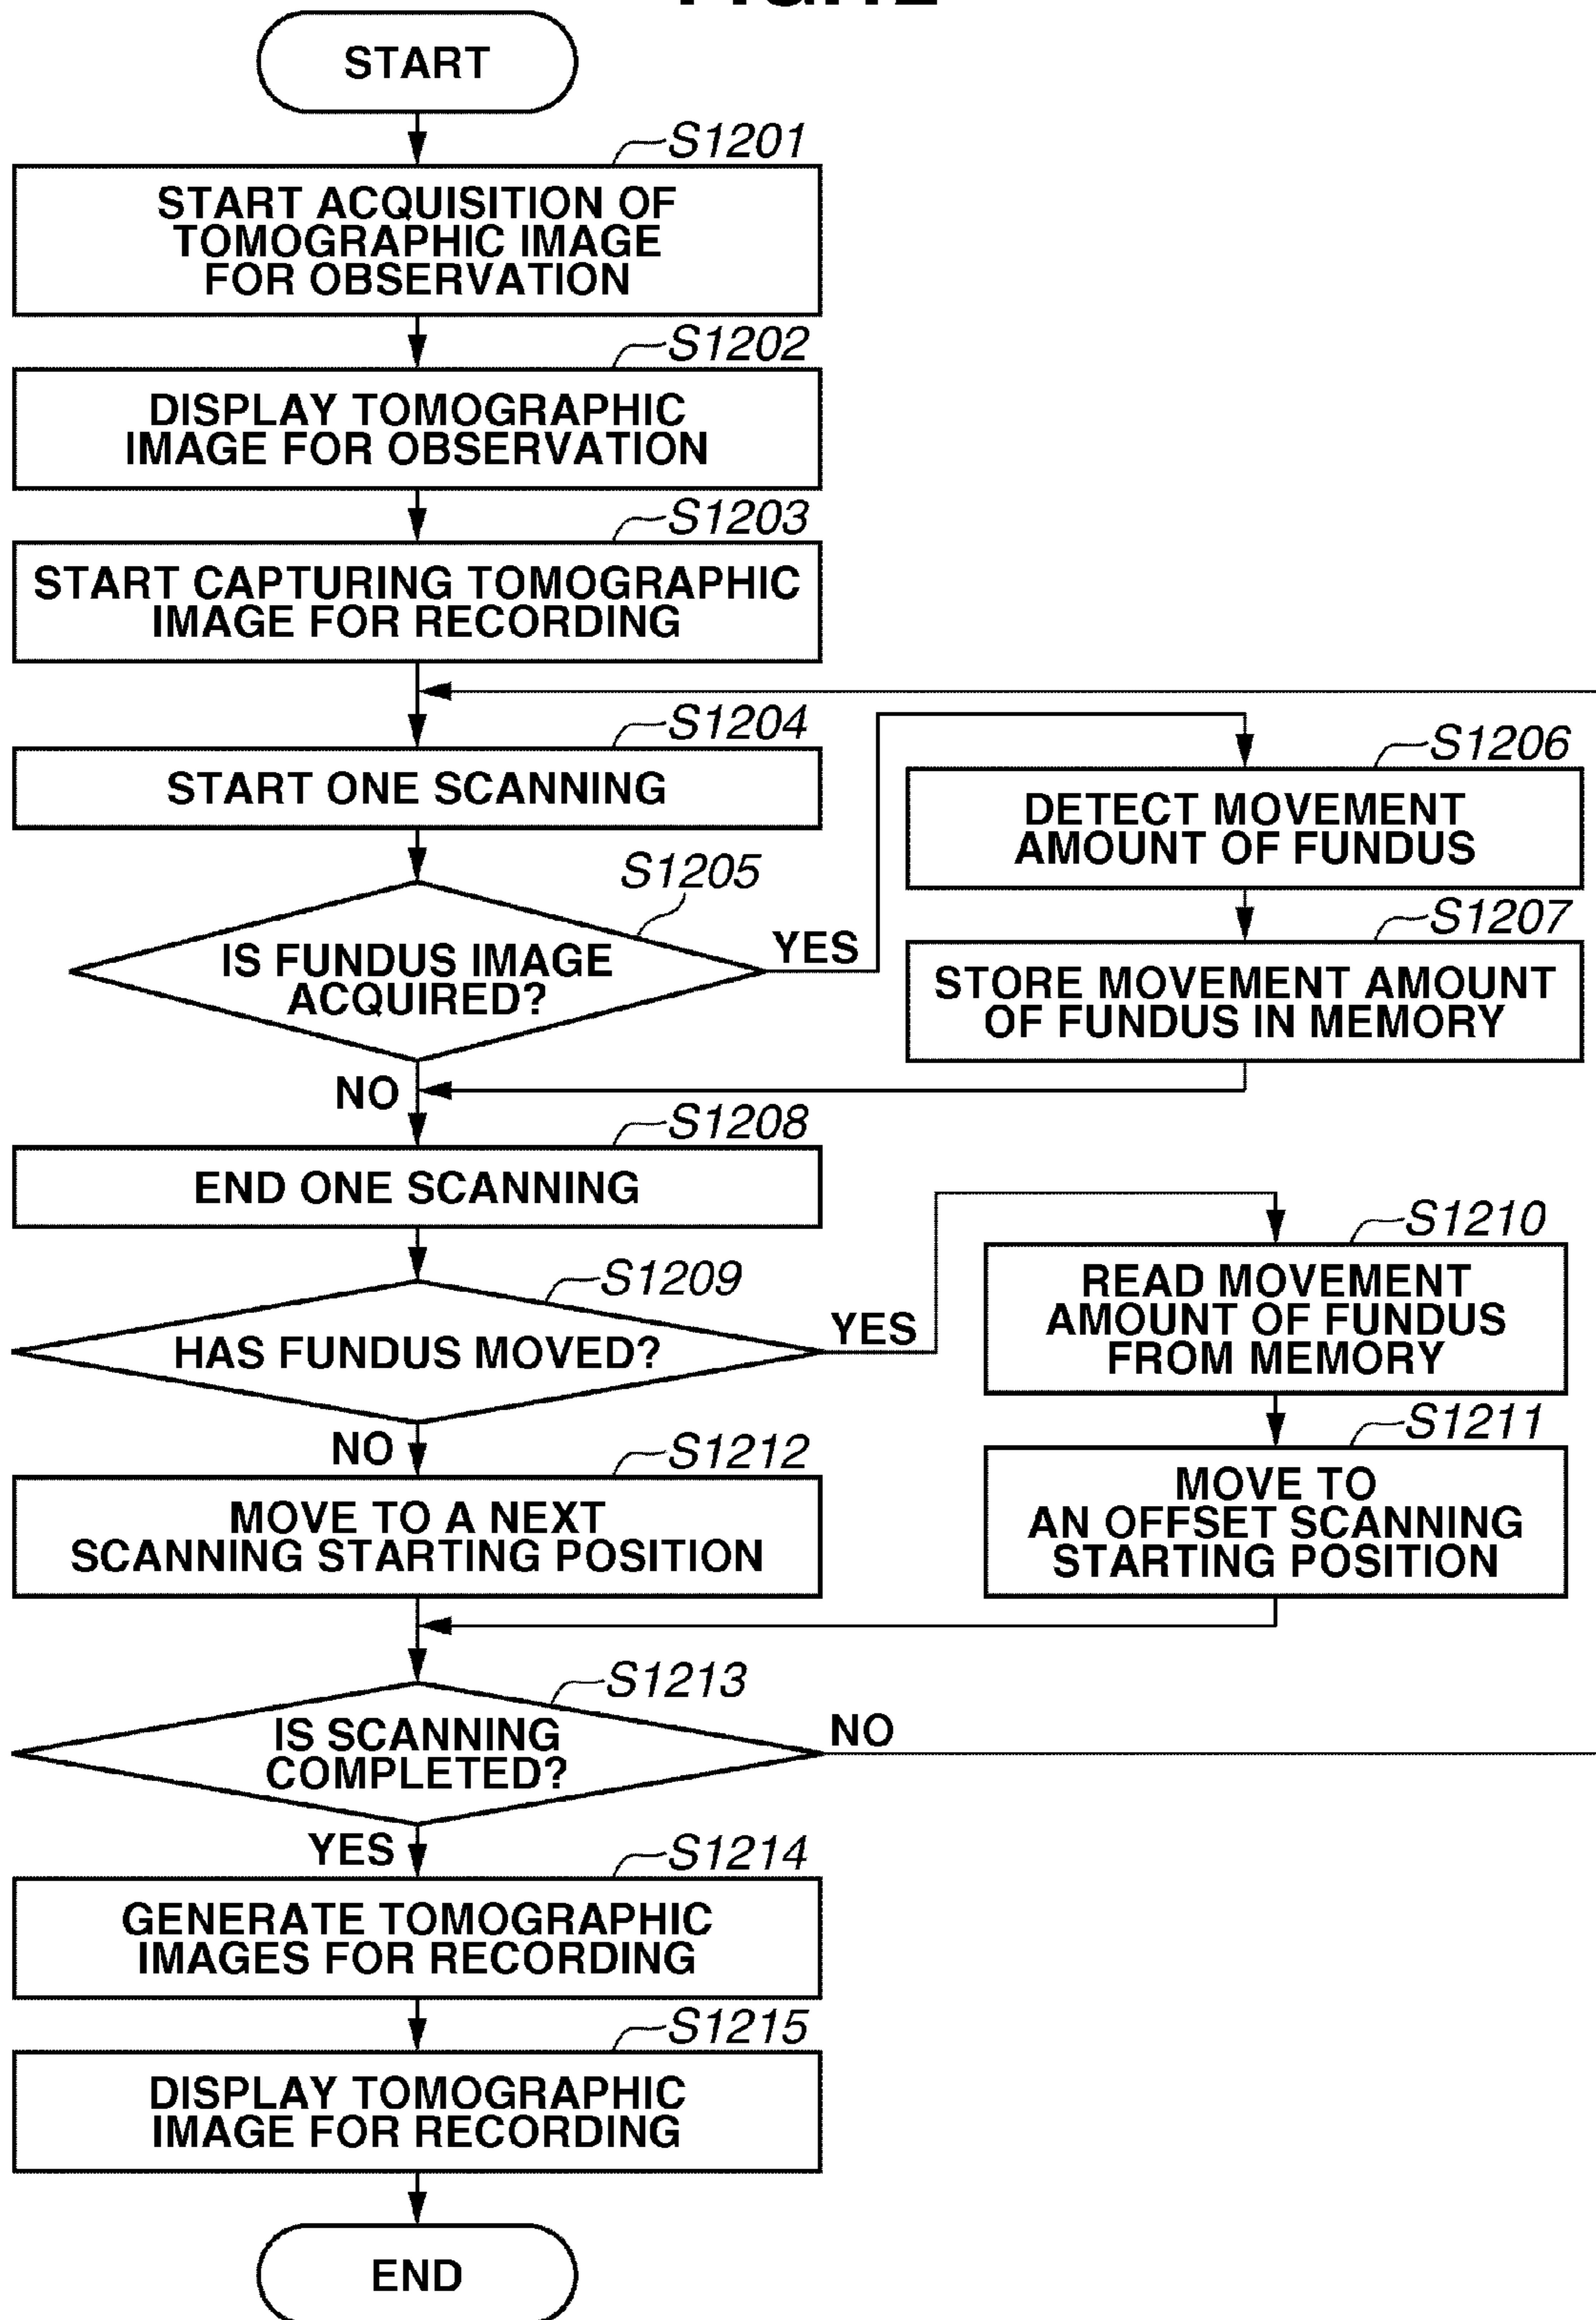 START
S1201
START ACQUISITION OF
TOMOGRAPHIC IMAGE
FOR OBSERVATION
S1202
DISPLAY TOMOGRAPHIC
IMAGE FOR OBSERVATION
S1203
START CAPTURING TOMOGRAPHIC
IMAGE FOR RECORDING
S1204
START ONE SCANNING
S1205
IS FUNDUS IMAGE
ACQUIRED?
YES
S1206
DETECT MOVEMENT
AMOUNT OF FUNDUS
S1207
STORE MOVEMENT AMOUNT
OF FUNDUS IN MEMORY
NO
S1208
END ONE SCANNING
S1209
HAS FUNDUS MOVED?
YES
S1210
READ MOVEMENT
AMOUNT OF FUNDUS
FROM MEMORY
S1211
MOVE TO
AN OFFSET SCANNING
STARTING POSITION
NO
S1212
MOVE TO A NEXT
SCANNING STARTING POSITION
S1213
IS SCANNING
COMPLETED?
NO
YES
S1214
GENERATE TOMOGRAPHIC
IMAGES FOR RECORDING
S1215
DISPLAY TOMOGRAPHIC
IMAGE FOR RECORDING
END